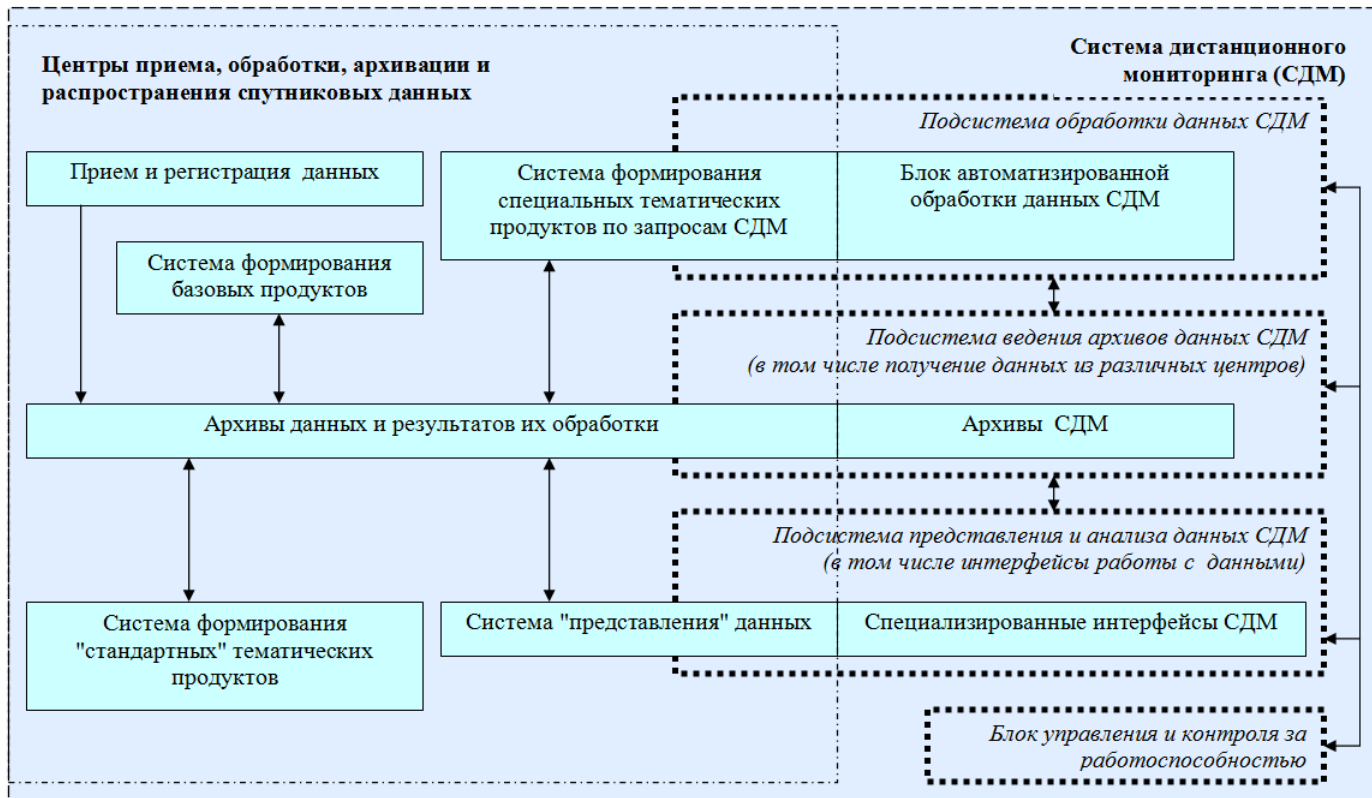 Центры приема, обработки, архивации и
распространения спутниковых данных
Система дистанционного
мониторинга (СДМ)
Подсистема обработки данных СДМ
Прием и регистрация данных
Система формирования
специальных тематических
продуктов по запросам СДМ
Блок автоматизированной
обработки данных СДМ
Система формирования
базовых продуктов
Подсистема ведения архивов данных СДМ
(в том числе получение данных из различных центров)
Архивы данных и результатов их обработки
Архивы СДМ
Подсистема представления и анализа данных СДМ
(в том числе интерфейсы работы с данными)
Система формирования
"стандартных" тематических
продуктов
Система "представления" данных
Специализированные интерфейсы СДМ
Блок управления и контроля за
работоспособностью